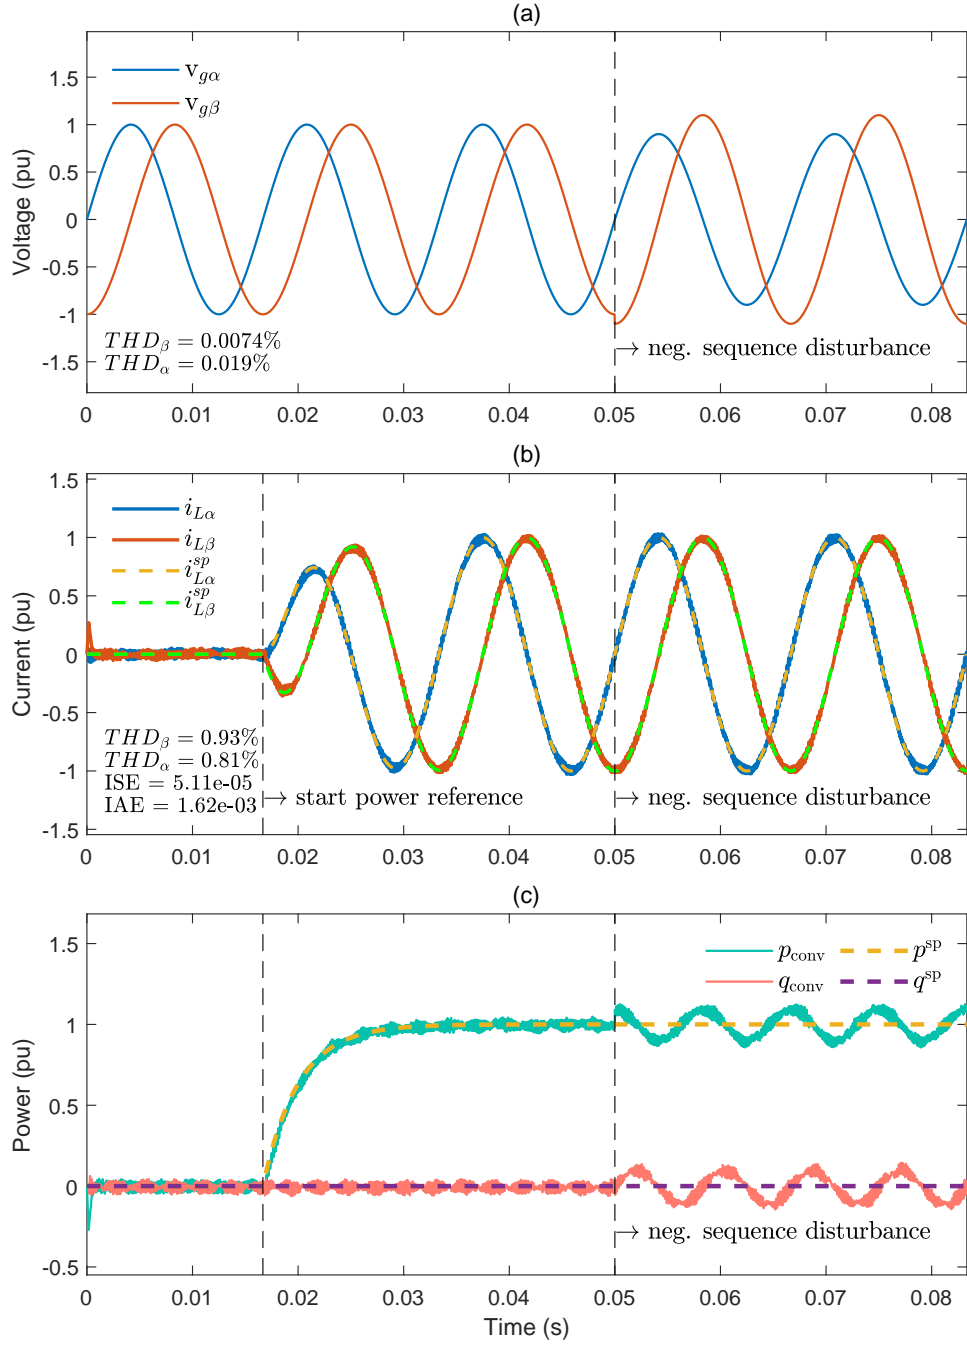 (a)
Voltage (pu)
1.5
1
0.5
0
-0.5
-1
-1.5
v_{gα}
v_{gβ}
THD_β = 0.0074%
THD_α = 0.019%
→ neg. sequence disturbance
0 0.01 0.02 0.03 0.04 0.05 0.06 0.07 0.08
(b)
Current (pu)
1.5
1
0.5
0
-0.5
-1
-1.5
i_{Lα}
i_{Lβ}
i_{Lα}^{sp}
i_{Lβ}^{sp}
THD_β = 0.93%
THD_α = 0.81%
ISE = 5.11e-05
IAE = 1.62e-03
→ start power reference
→ neg. sequence disturbance
0 0.01 0.02 0.03 0.04 0.05 0.06 0.07 0.08
(c)
Power (pu)
1.5
1
0.5
0
-0.5
p_{conv} p^{sp}
q_{conv} q^{sp}
→ neg. sequence disturbance
0 0.01 0.02 0.03 0.04 0.05 0.06 0.07 0.08
Time (s)